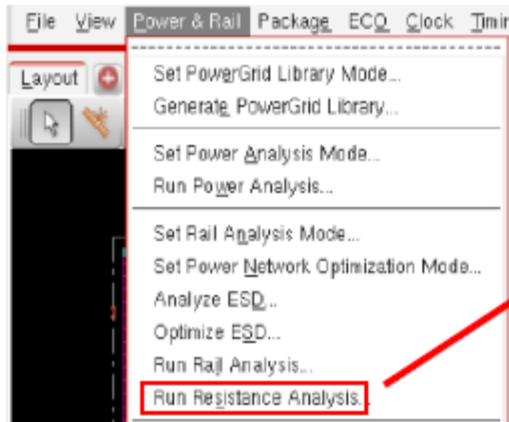 File View Power & Rail Package ECO Clock
Layout
Set PowerGrid Library Mode...
Generate PowerGrid Library...
Set Power Analysis Mode...
Run Power Analysis...
Set Rail Analysis Mode...
Set Power Network Optimization Mode...
Analyze ESD...
Optimize ESD...
Run Rail Analysis...
Run Resistance Analysis...